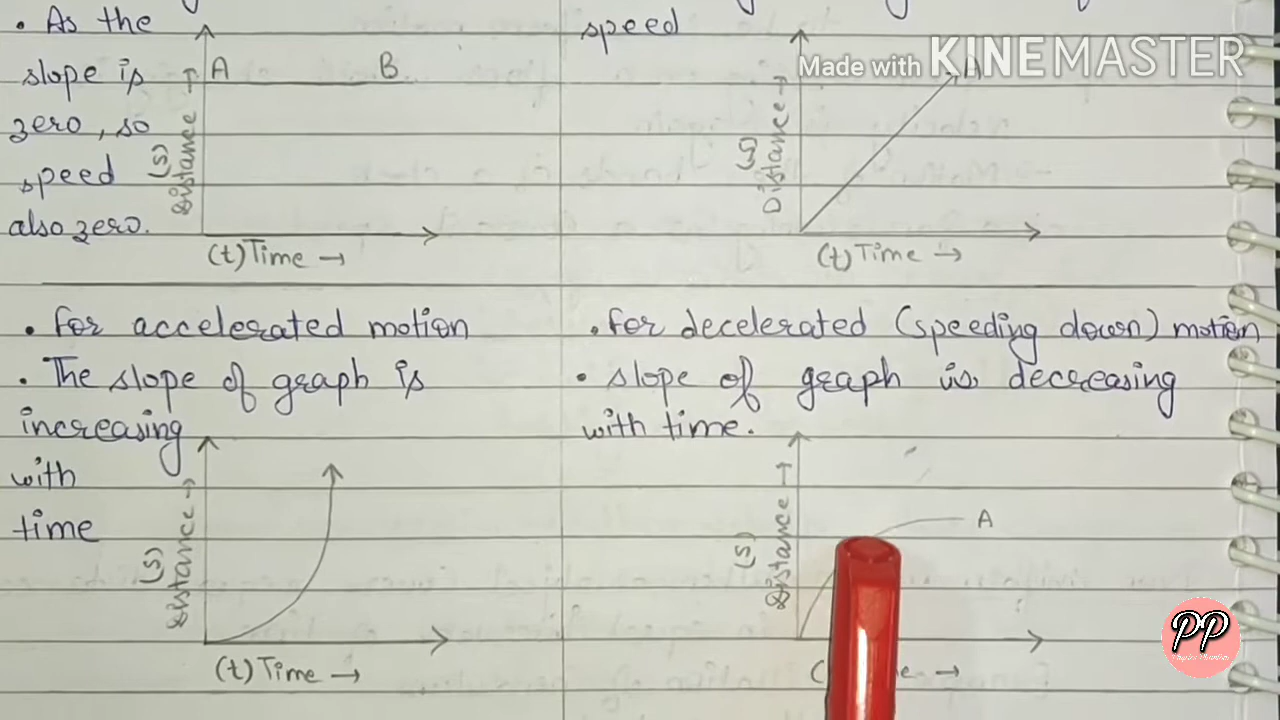 • As the
slope is
zero, so
speed
also zero.
A B
(s)
Distance →
(t) Time →
speed
Made with KINEMASTER
A
(s)
Distance →
(t) Time →
• For accelerated motion
• The slope of graph is
increasing
with
time
(s)
Distance →
(t) Time →
• For decelerated (speeding down) motion
• slope of graph is decreasing
with time.
A
(s)
Distance →
PP